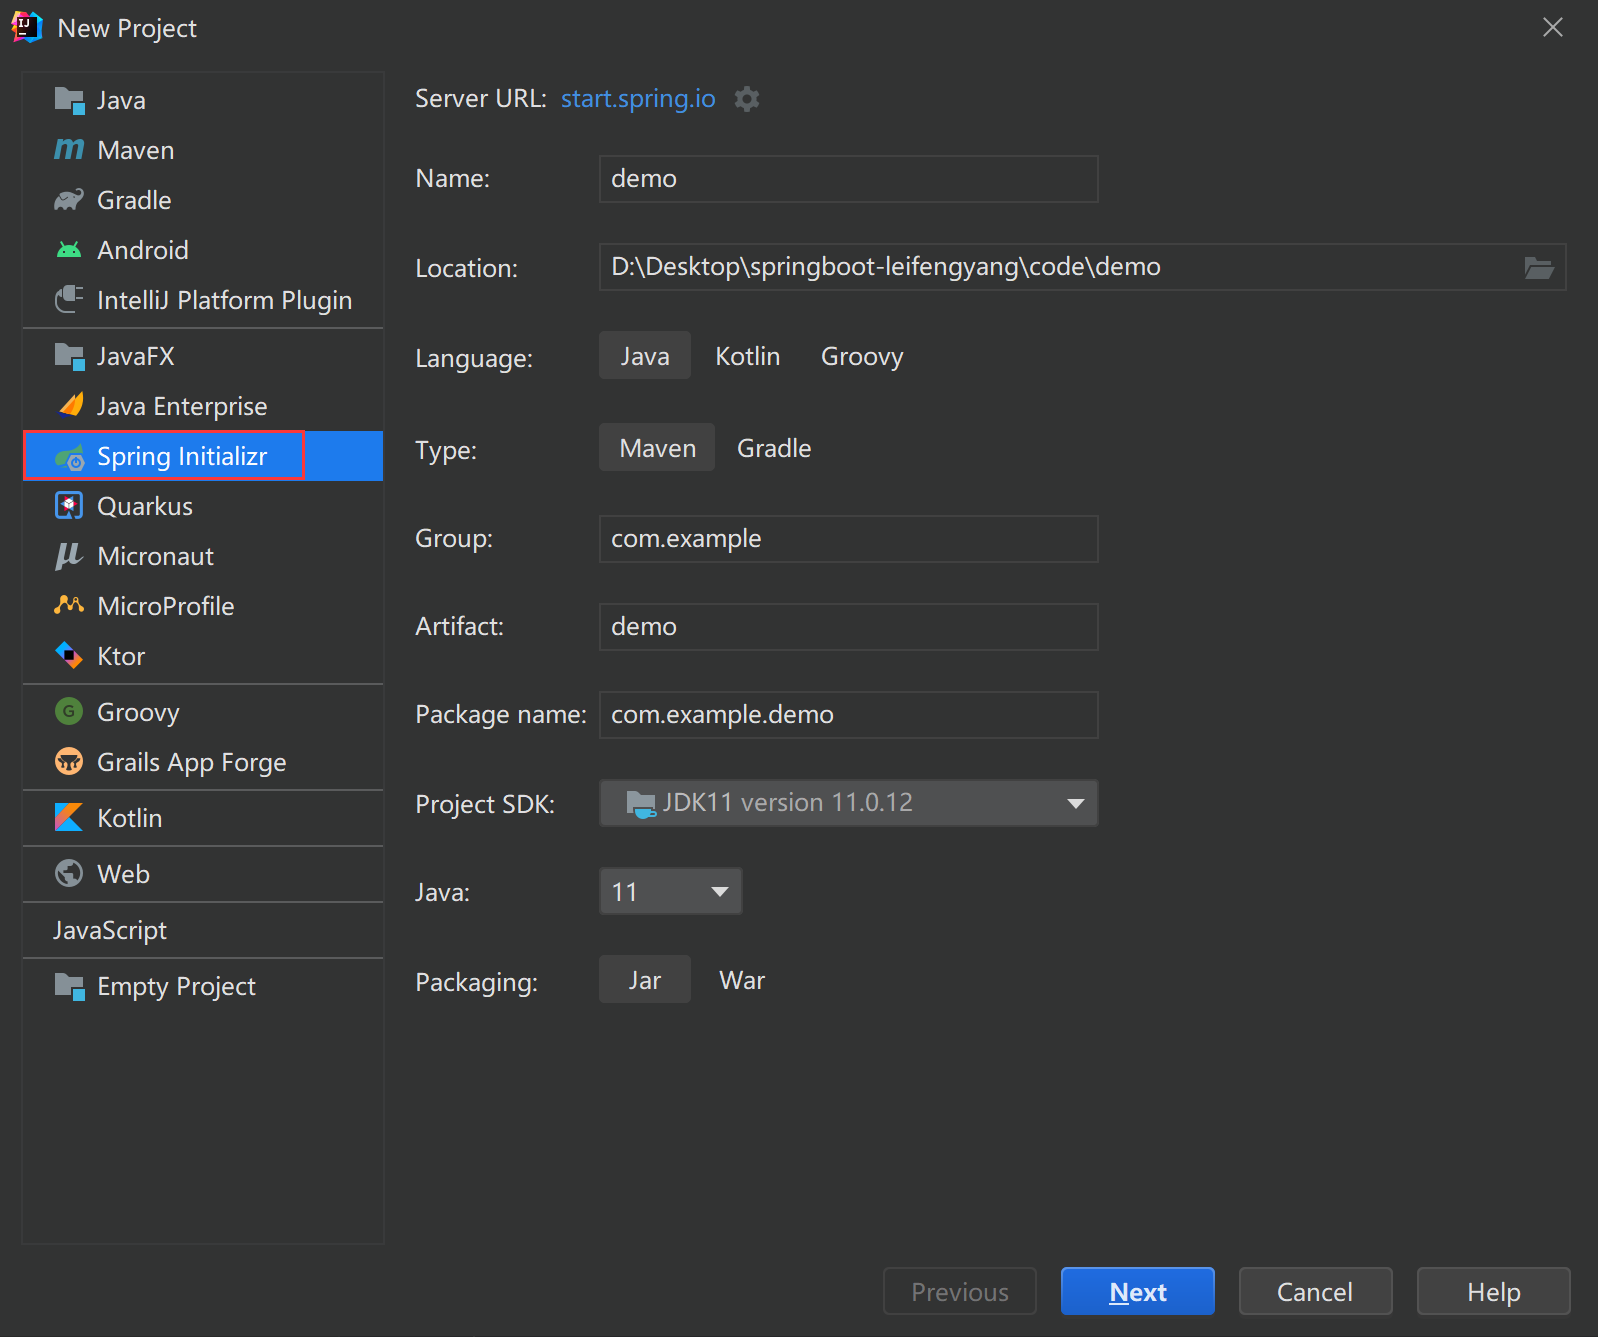 New Project
Java
Maven
Gradle
Android
IntelliJ Platform Plugin
JavaFX
Java Enterprise
Spring Initializr
Quarkus
Micronaut
MicroProfile
Ktor
Groovy
Grails App Forge
Kotlin
Web
JavaScript
Empty Project
Server URL: start.spring.io
Name: demo
Location: D:\Desktop\springboot-leifengyang\code\demo
Language: Java Kotlin Groovy
Type: Maven Gradle
Group: com.example
Artifact: demo
Package name: com.example.demo
Project SDK: JDK11 version 11.0.12
Java: 11
Packaging: Jar War
Previous Next Cancel Help